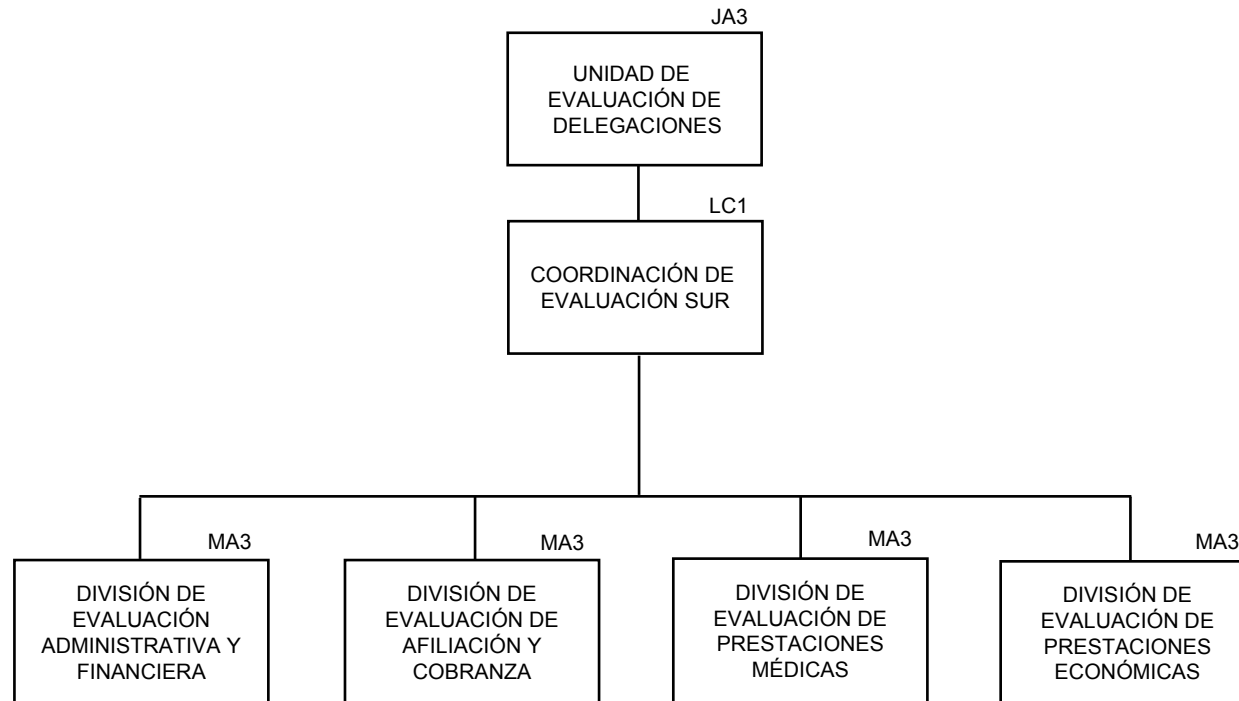 JA3
UNIDAD DE
EVALUACIÓN DE
DELEGACIONES
LC1
COORDINACIÓN DE
EVALUACIÓN SUR
MA3
DIVISIÓN DE
EVALUACIÓN
ADMINISTRATIVA Y
FINANCIERA
MA3
DIVISIÓN DE
EVALUACIÓN DE
AFILIACIÓN Y
COBRANZA
MA3
DIVISIÓN DE
EVALUACIÓN DE
PRESTACIONES
MÉDICAS
MA3
DIVISIÓN DE
EVALUACIÓN DE
PRESTACIONES
ECONÓMICAS